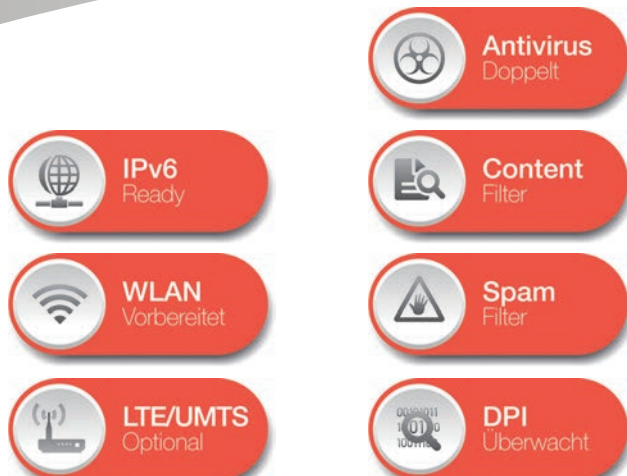 Antivirus
Doppelt
IPv6
Ready
Content
Filter
WLAN
Vorbereitet
Spam
Filter
LTE/UMTS
Optional
DPI
Überwacht